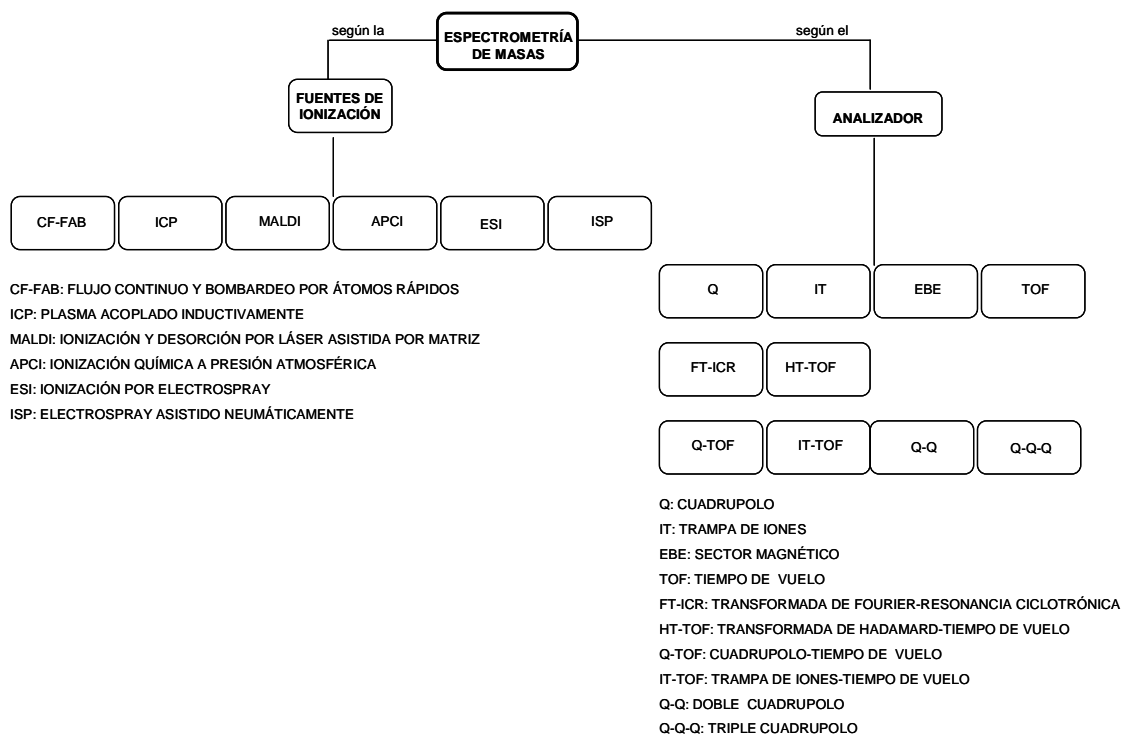 según la
ESPECTROMETRÍA
DE MASAS
según el
FUENTES DE
IONIZACIÓN
ANALIZADOR
CF-FAB
ICP
MALDI
APCI
ESI
ISP
CF-FAB: FLUJO CONTINUO Y BOMBARDEO POR ÁTOMOS RÁPIDOS
ICP: PLASMA ACOPLADO INDUCTIVAMENTE
MALDI: IONIZACIÓN Y DESORCIÓN POR LÁSER ASISTIDA POR MATRIZ
APCI: IONIZACIÓN QUÍMICA A PRESIÓN ATMOSFÉRICA
ESI: IONIZACIÓN POR ELECTROSPRAY
ISP: ELECTROSPRAY ASISTIDO NEUMÁTICAMENTE
Q
IT
EBE
TOF
FT-ICR
HT-TOF
Q-TOF
IT-TOF
Q-Q
Q-Q-Q
Q: CUADRUPOLO
IT: TRAMPA DE IONES
EBE: SECTOR MAGNÉTICO
TOF: TIEMPO DE VUELO
FT-ICR: TRANSFORMADA DE FOURIER-RESONANCIA CICLOTRÓNICA
HT-TOF: TRANSFORMADA DE HADAMARD-TIEMPO DE VUELO
Q-TOF: CUADRUPOLO-TIEMPO DE VUELO
IT-TOF: TRAMPA DE IONES-TIEMPO DE VUELO
Q-Q: DOBLE CUADRUPOLO
Q-Q-Q: TRIPLE CUADRUPOLO